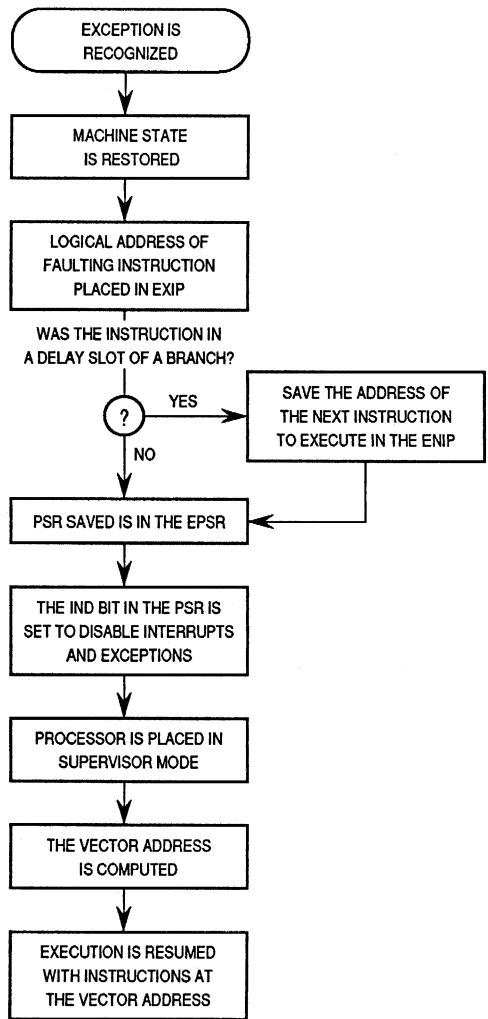 EXCEPTION IS
RECOGNIZED
MACHINE STATE
IS RESTORED
LOGICAL ADDRESS OF
FAULTING INSTRUCTION
PLACED IN EXIP
WAS THE INSTRUCTION IN
A DELAY SLOT OF A BRANCH?
?
YES
SAVE THE ADDRESS OF
THE NEXT INSTRUCTION
TO EXECUTE IN THE ENIP
NO
PSR SAVED IS IN THE EPSR
THE IND BIT IN THE PSR IS
SET TO DISABLE INTERRUPTS
AND EXCEPTIONS
PROCESSOR IS PLACED IN
SUPERVISOR MODE
THE VECTOR ADDRESS
IS COMPUTED
EXECUTION IS RESUMED
WITH INSTRUCTIONS AT
THE VECTOR ADDRESS